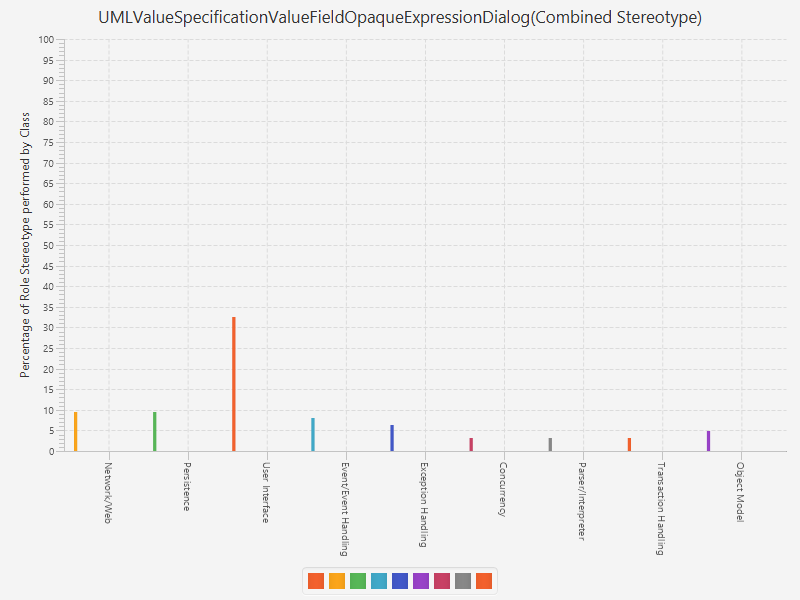 UMLValueSpecificationValueFieldOpaqueExpressionDialog(Combined Stereotype)
Percentage of Role Stereotype performed by Class
100
95
90
85
80
75
70
65
60
55
50
45
40
35
30
25
20
15
10
5
0
Network/Web
Persistence
User Interface
Event/Event Handling
Exception Handling
Concurrency
Parser/Interpreter
Transaction Handling
Object Model